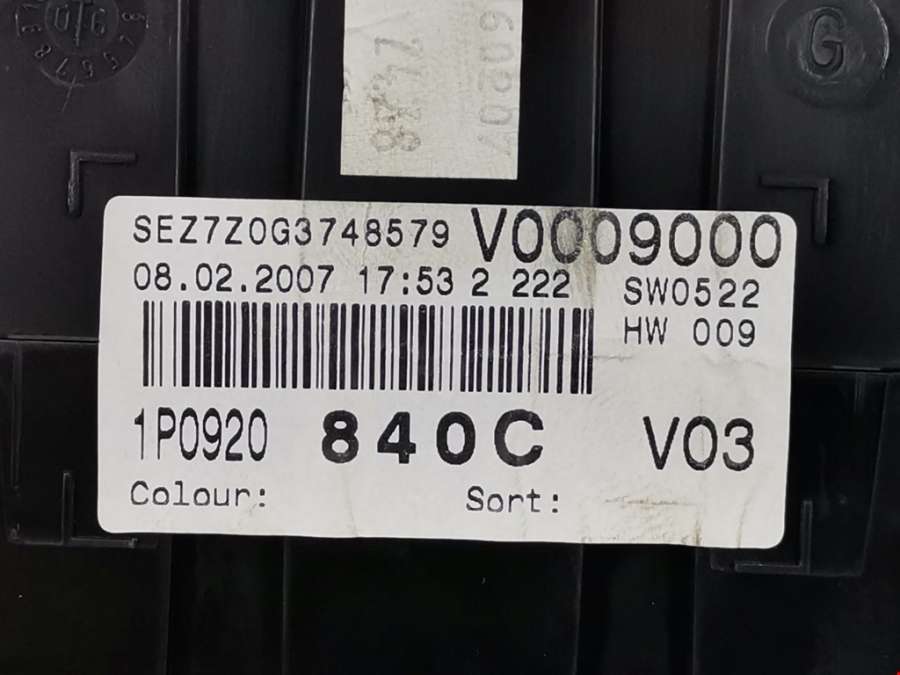 G
SEZ7Z0G3748579 V0009000
08.02.2007 17:53 2 222 SW0522
HW 009
1P0920 840C V03
Colour: Sort: